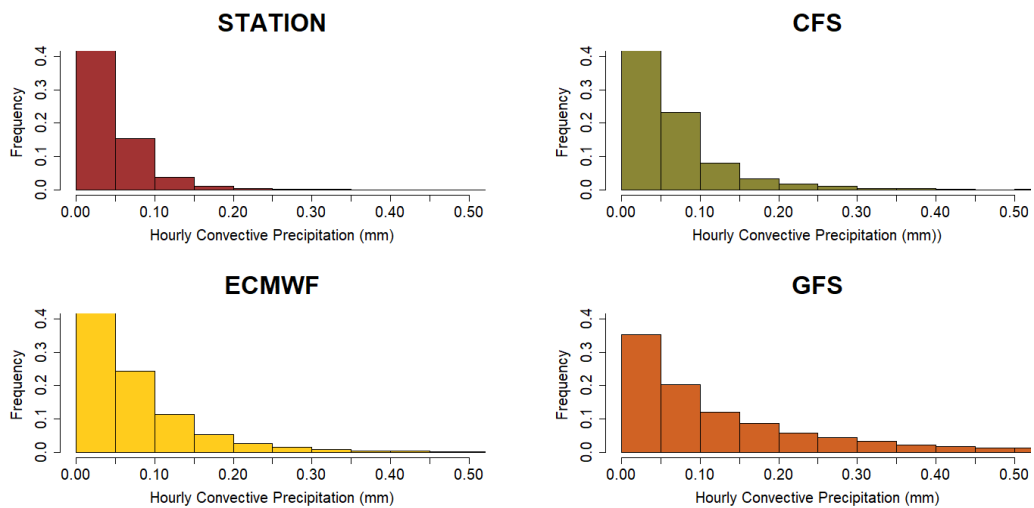 STATION
Frequency
0.0 0.1 0.2 0.3 0.4
0.00 0.10 0.20 0.30 0.40 0.50
Hourly Convective Precipitation (mm)
CFS
Frequency
0.0 0.1 0.2 0.3 0.4
0.00 0.10 0.20 0.30 0.40 0.50
Hourly Convective Precipitation (mm))
ECMWF
Frequency
0.0 0.1 0.2 0.3 0.4
0.00 0.10 0.20 0.30 0.40 0.50
Hourly Convective Precipitation (mm)
GFS
Frequency
0.0 0.1 0.2 0.3 0.4
0.00 0.10 0.20 0.30 0.40 0.50
Hourly Convective Precipitation (mm)